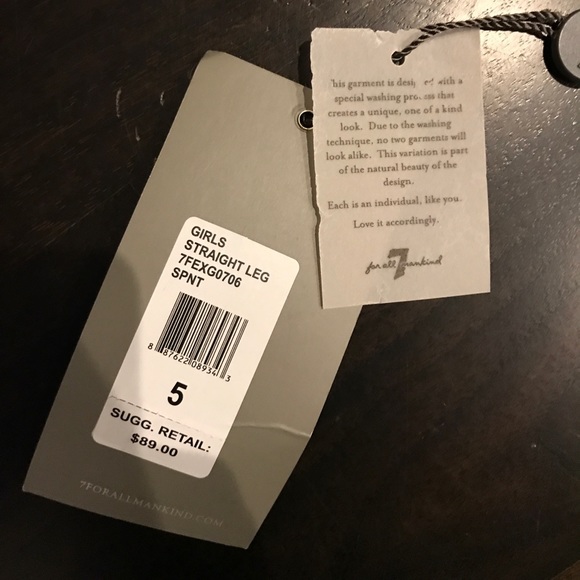 This garment is designed with a
special washing process that
creates a unique, one of a kind
look. Due to the washing
technique, no two garments will
look alike. This variation is part
of the natural beauty of the
design.
Each is an individual, like you.
Love it accordingly.
for all 7 mankind
GIRLS
STRAIGHT LEG
7FEXG0706
SPNT
8 87622 08934 3
5
SUGG. RETAIL:
$89.00
7FORALLMANKIND.COM